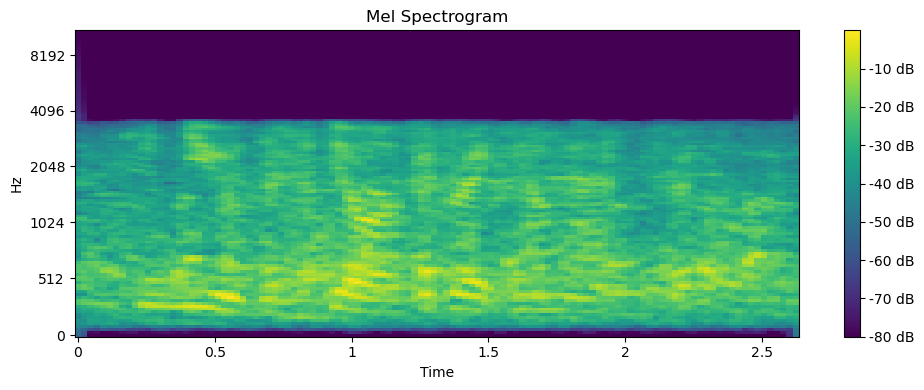 Mel Spectrogram
8192
4096
2048
1024
512
0
Hz
0
0.5
1
1.5
2
2.5
Time
-10 dB
-20 dB
-30 dB
-40 dB
-50 dB
-60 dB
-70 dB
-80 dB